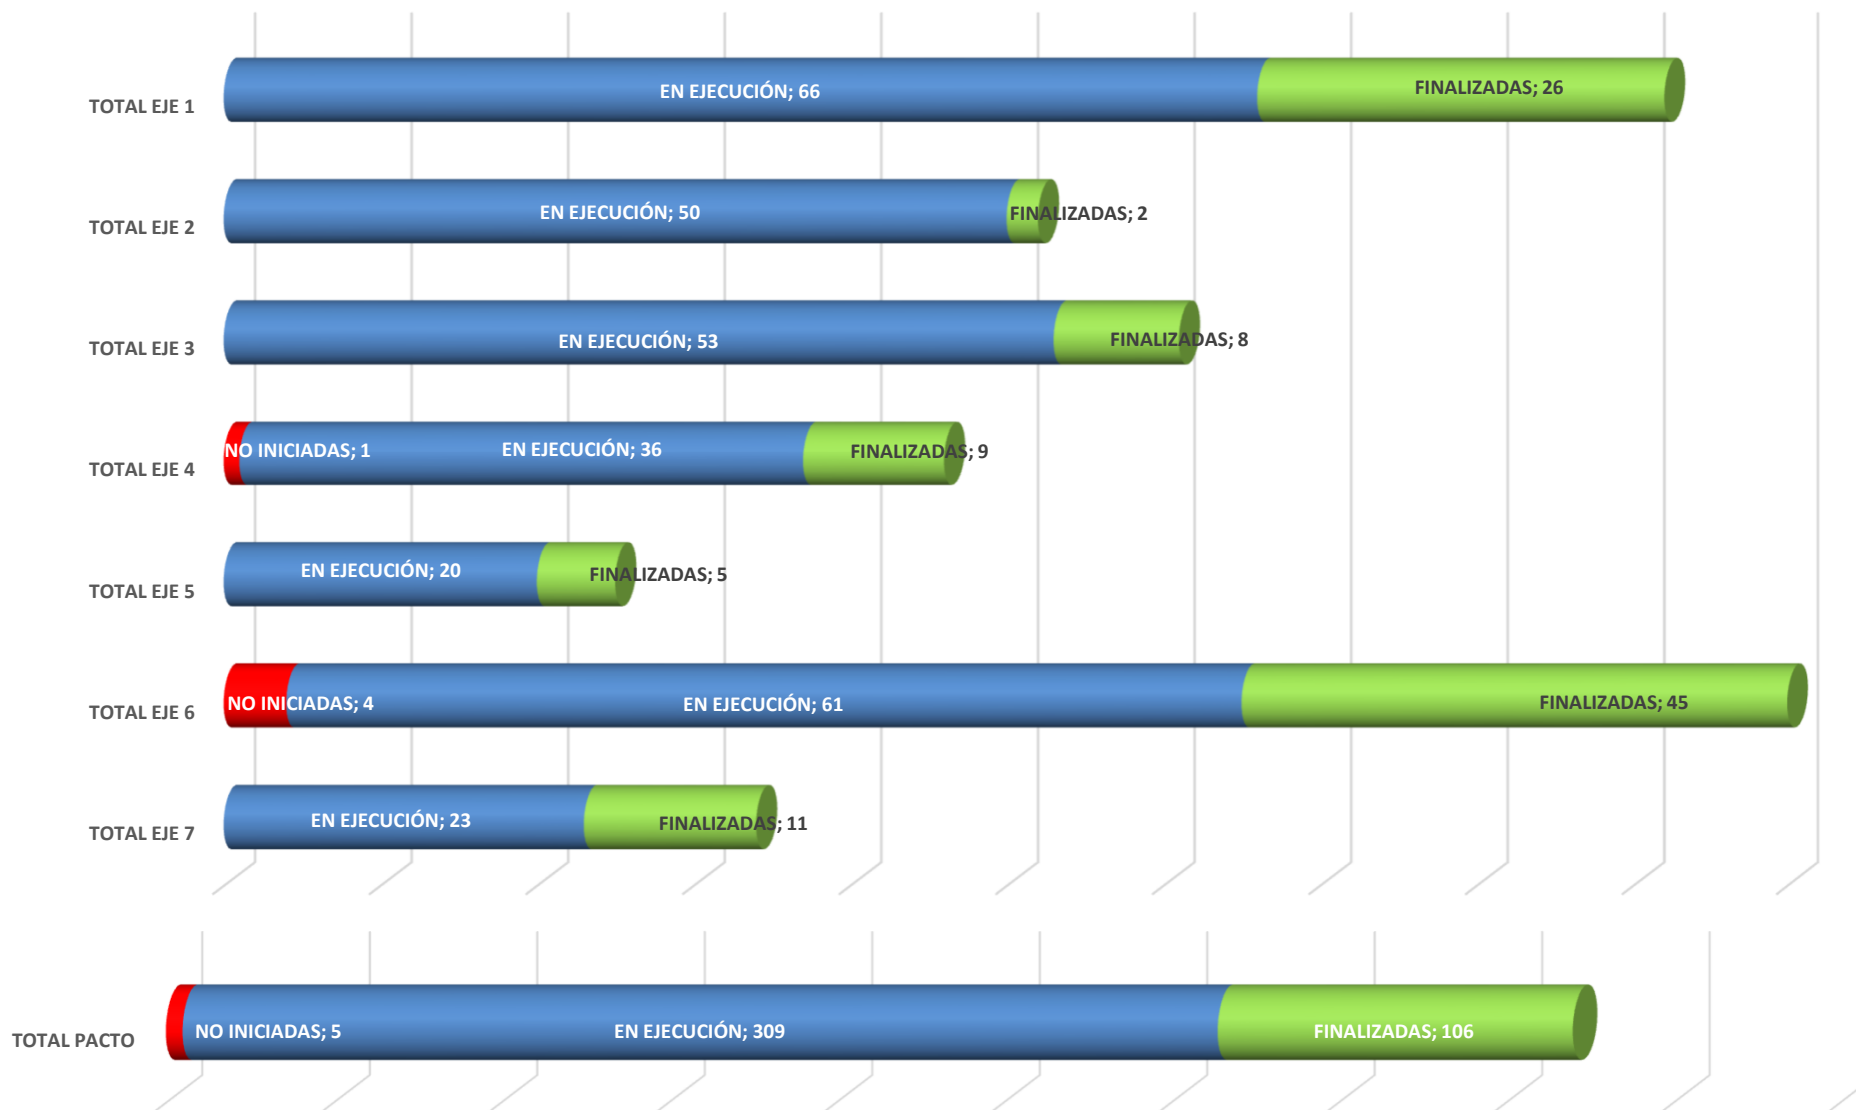 TOTAL EJE 1
EN EJECUCIÓN; 66
FINALIZADAS; 26
TOTAL EJE 2
EN EJECUCIÓN; 50
FINALIZADAS; 2
TOTAL EJE 3
EN EJECUCIÓN; 53
FINALIZADAS; 8
TOTAL EJE 4
NO INICIADAS; 1
EN EJECUCIÓN; 36
FINALIZADAS; 9
TOTAL EJE 5
EN EJECUCIÓN; 20
FINALIZADAS; 5
TOTAL EJE 6
NO INICIADAS; 4
EN EJECUCIÓN; 61
FINALIZADAS; 45
TOTAL EJE 7
EN EJECUCIÓN; 23
FINALIZADAS; 11
TOTAL PACTO
NO INICIADAS; 5
EN EJECUCIÓN; 309
FINALIZADAS; 106